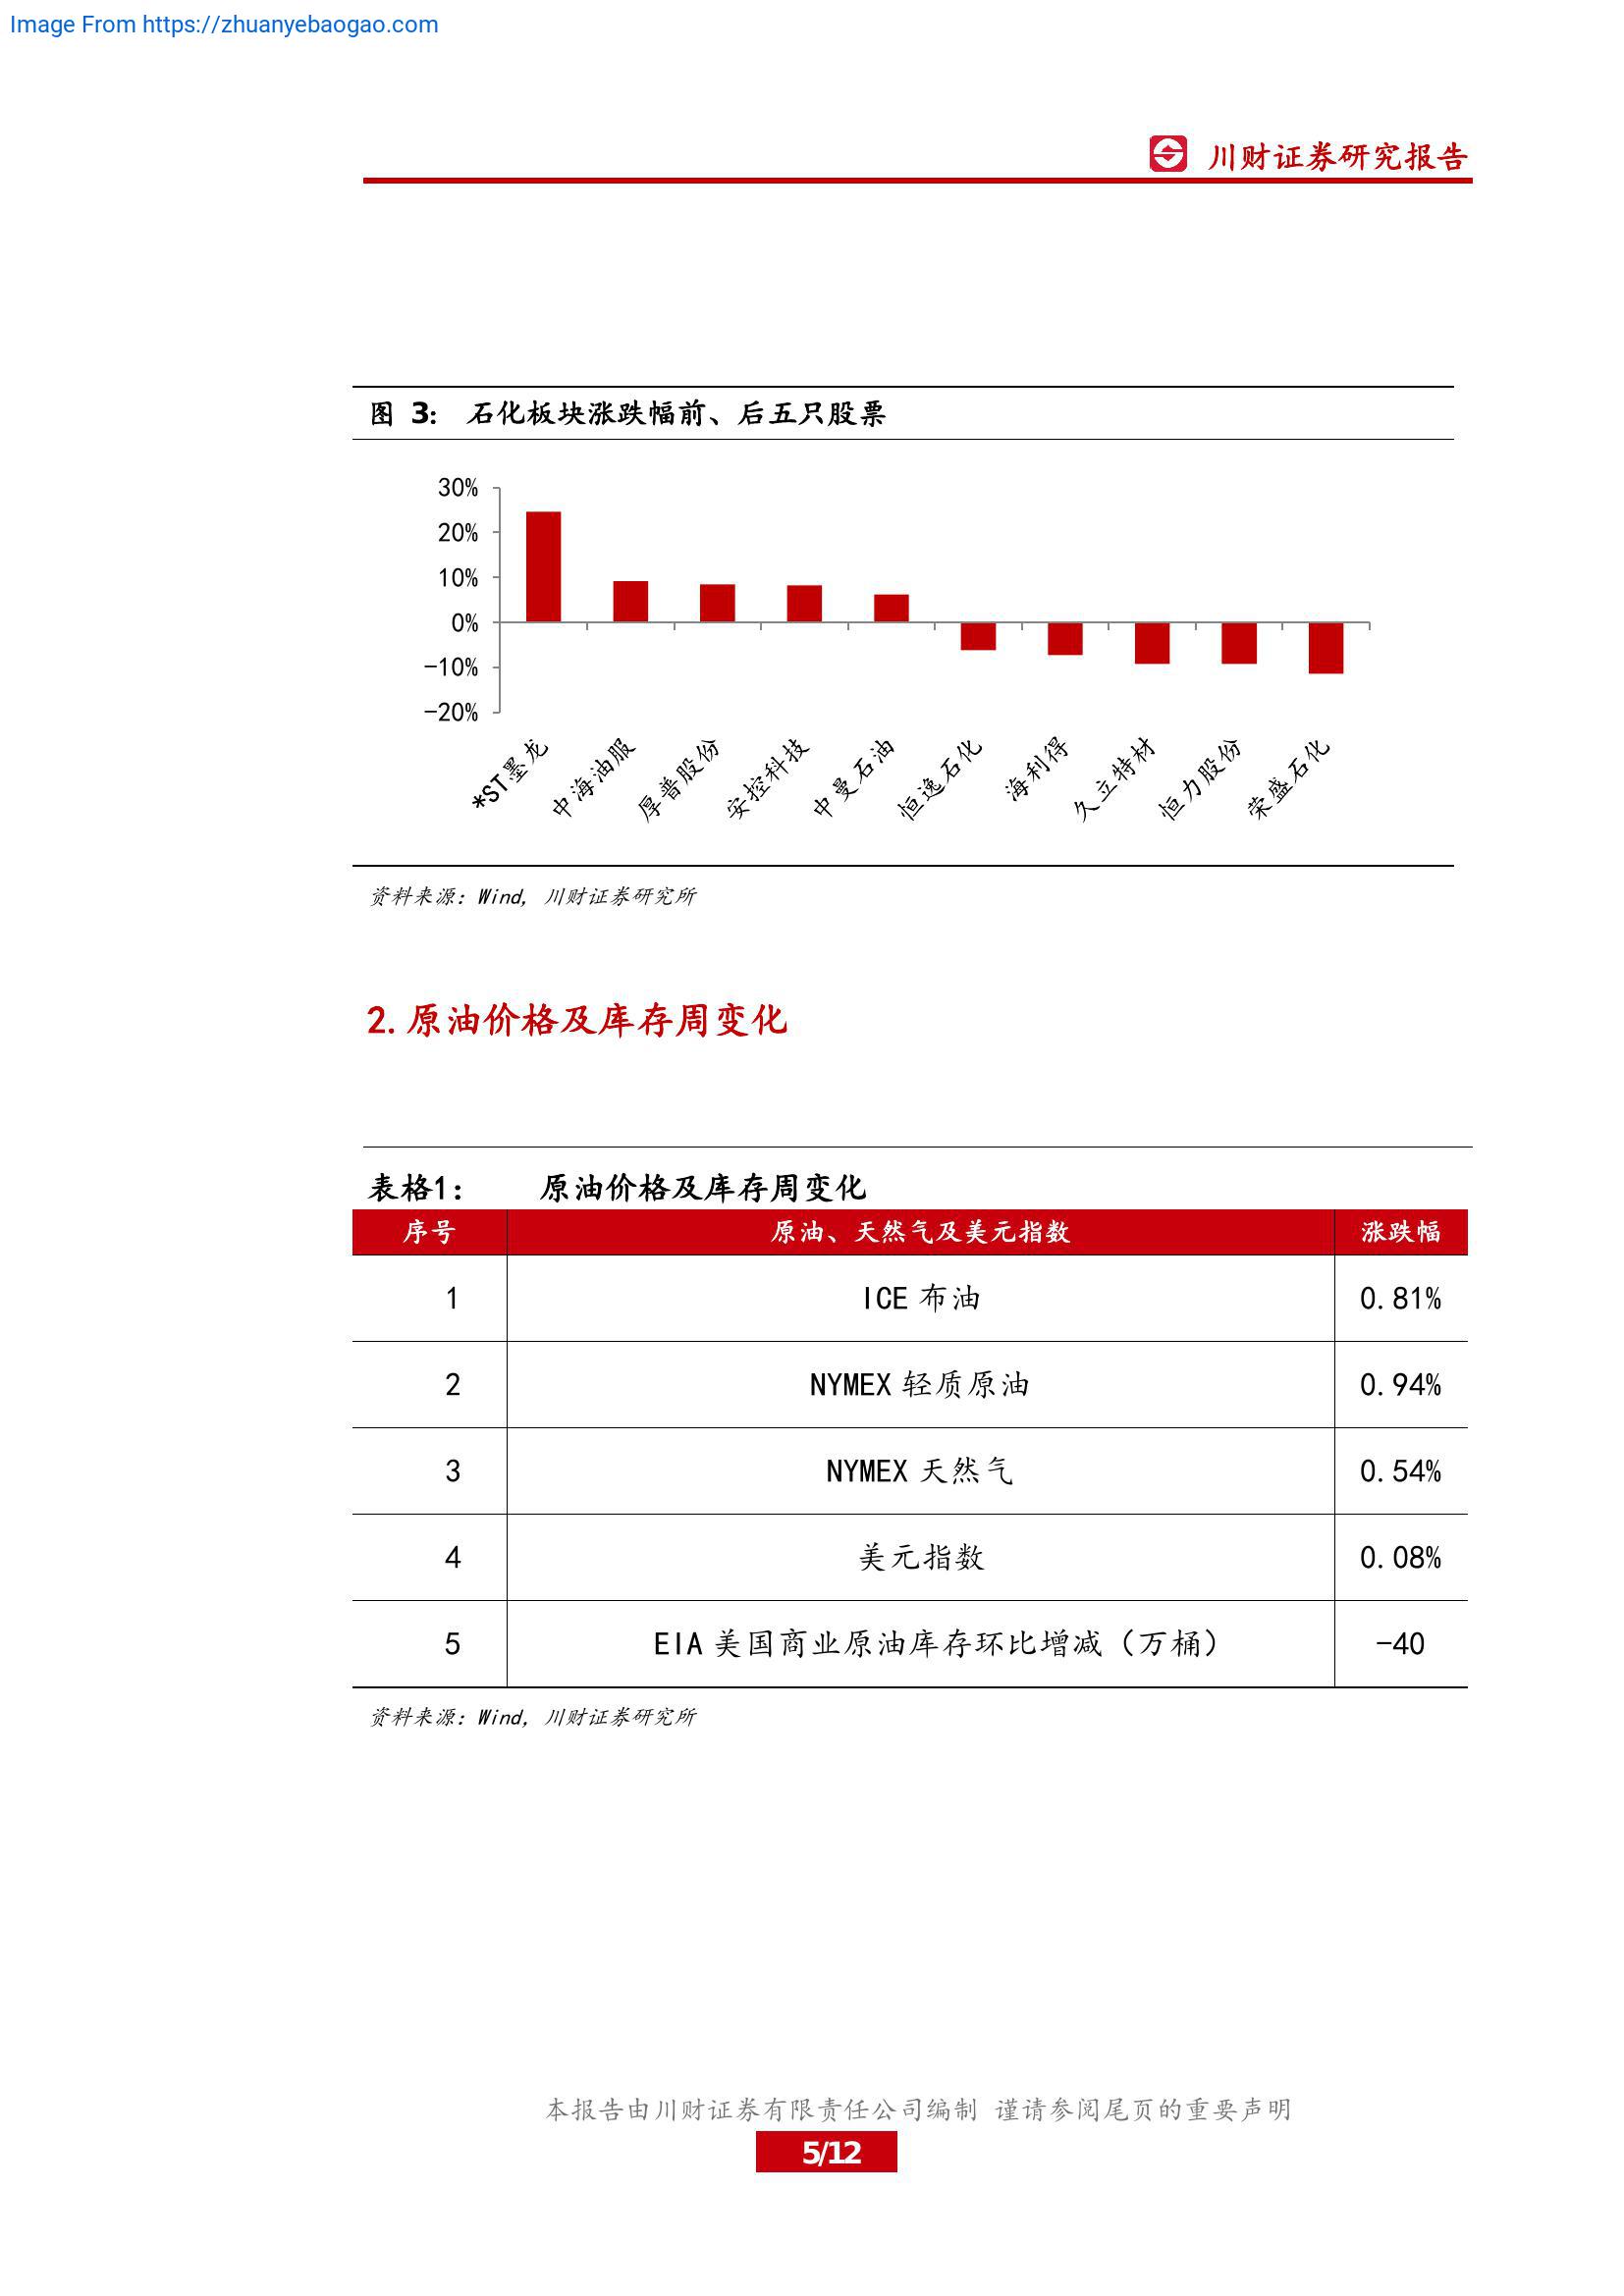 Image From https://zhuanyebaogao.com
川财证券研究报告
图 3： 石化板块涨跌幅前、后五只股票
30%
20%
10%
0%
-10%
-20%
*ST墨龙
中海油服
厚普股份
安控科技
中曼石油
恒逸石化
海利得
久立特材
恒力股份
荣盛石化
资料来源：Wind, 川财证券研究所
2.原油价格及库存周变化
表格1： 原油价格及库存周变化
序号 原油、天然气及美元指数 涨跌幅
1 ICE 布油 0.81%
2 NYMEX 轻质原油 0.94%
3 NYMEX 天然气 0.54%
4 美元指数 0.08%
5 EIA 美国商业原油库存环比增减（万桶） -40
资料来源：Wind, 川财证券研究所
本报告由川财证券有限责任公司编制 谨请参阅尾页的重要声明
5/12